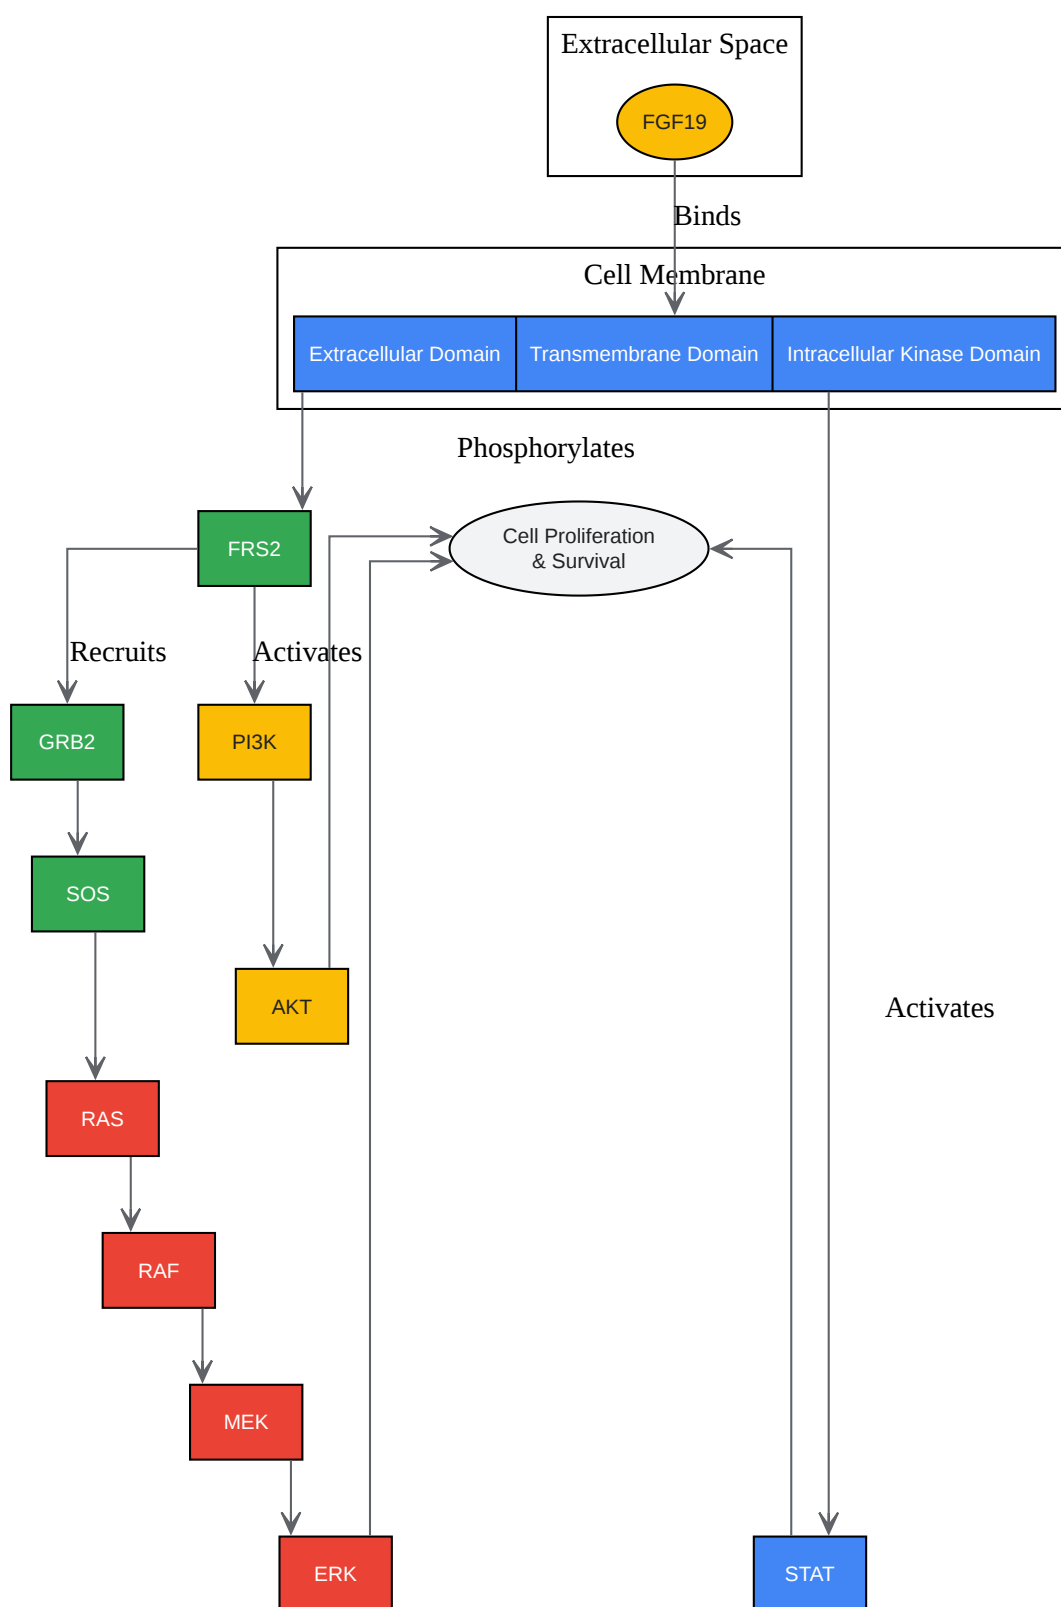 Extracellular Space
FGF19
Binds
Cell Membrane
Extracellular Domain
Transmembrane Domain
Intracellular Kinase Domain
Phosphorylates
FRS2
Cell Proliferation
& Survival
Recruits
Activates
GRB2
PI3K
SOS
AKT
Activates
RAS
RAF
MEK
ERK
STAT